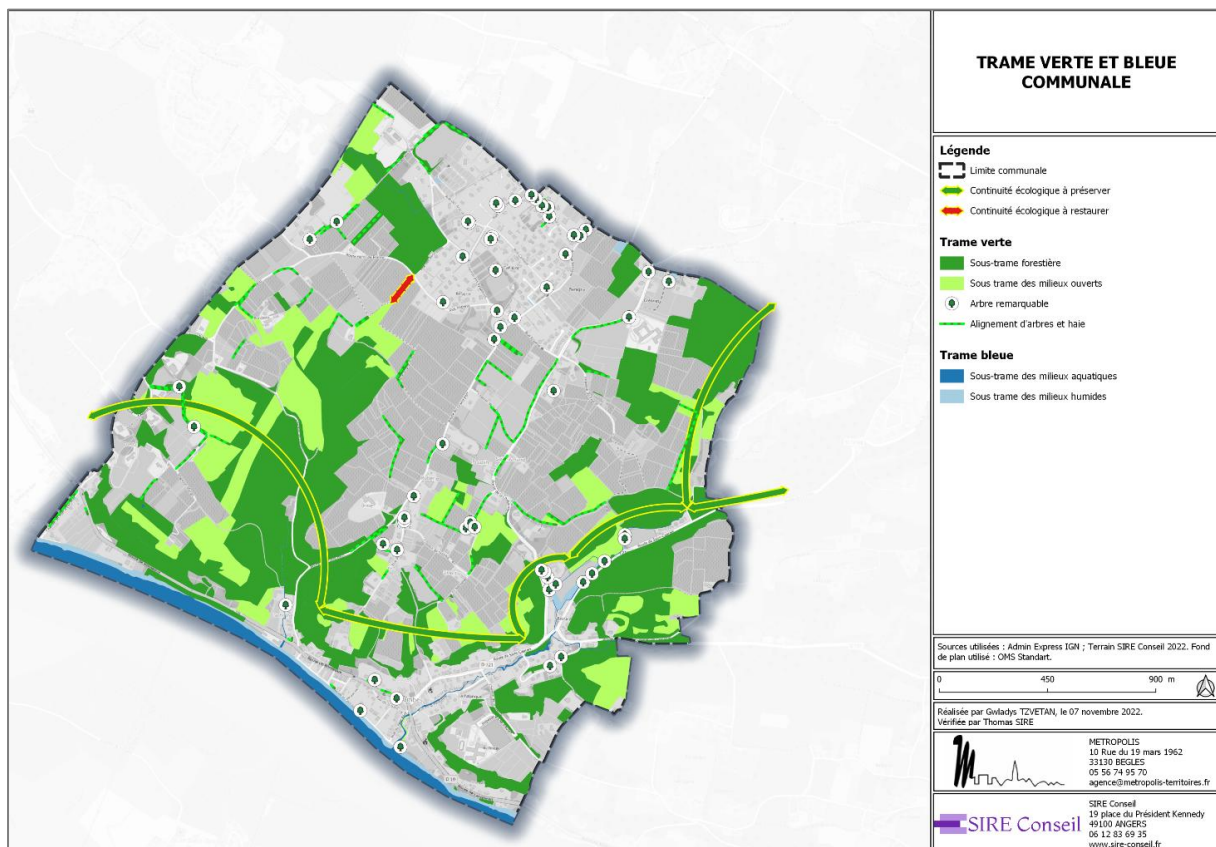 TRAME VERTE ET BLEUE
COMMUNALE
Légende
Limite communale
Continuité écologique à préserver
Continuité écologique à restaurer
Trame verte
Sous-trame forestière
Sous trame des milieux ouverts
Arbre remarquable
Alignement d'arbres et haie
Trame bleue
Sous-trame des milieux aquatiques
Sous trame des milieux humides
Sources utilisées : Admin Express IGN ; Terrain SIRE Conseil 2022. Fond
de plan utilisé : OMS Standart.
0 450 900 m
Réalisée par Gwladys TZVETAN, le 07 novembre 2022.
Vérifiée par Thomas SIRE
METROPOLIS
10 Rue du 19 mars 1962
33130 BEGLES
05 56 74 95 70
agence@metropolis-territoires.fr
SIRE Conseil
SIRE Conseil
19 place du Président Kennedy
49100 ANGERS
06 12 83 69 35
www.sire-conseil.fr